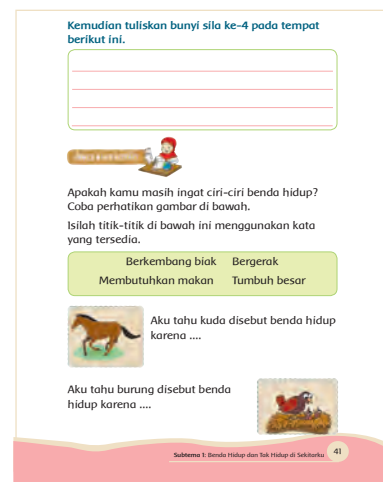 Kemudian tuliskan bunyi sila ke-4 pada tempat
berikut ini.
Apakah kamu masih ingat ciri-ciri benda hidup?
Coba perhatikan gambar di bawah.
Isilah titik-titik di bawah ini menggunakan kata
yang tersedia.
Berkembang biak Bergerak
Membutuhkan makan Tumbuh besar
Aku tahu kuda disebut benda hidup
karena ....
Aku tahu burung disebut benda
hidup karena ....
Subtema 1: Benda Hidup dan Tak Hidup di Sekitarku 41